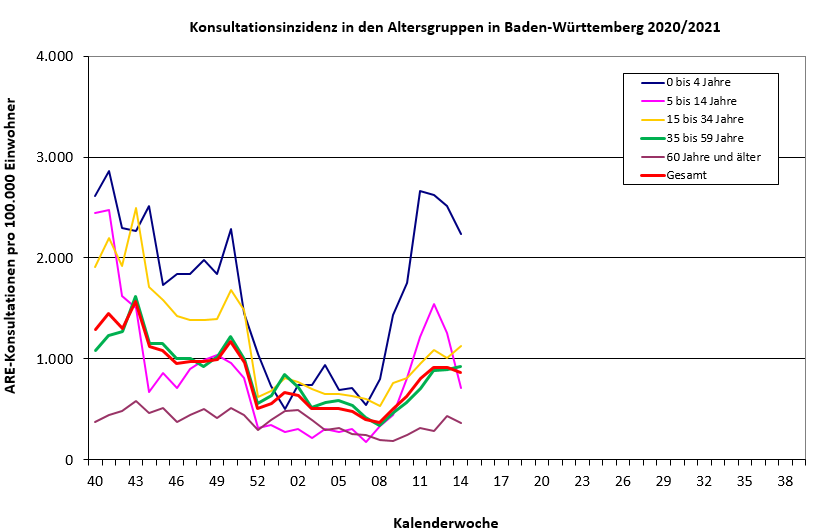 Konsultationsinzidenz in den Altersgruppen in Baden-Württemberg 2020/2021
ARE-Konsultationen pro 100.000 Einwohner
4.000
3.000
2.000
1.000
0
0 bis 4 Jahre
5 bis 14 Jahre
15 bis 34 Jahre
35 bis 59 Jahre
60 Jahre und älter
Gesamt
40 43 46 49 52 02 05 08 11 14 17 20 23 26 29 32 35 38
Kalenderwoche